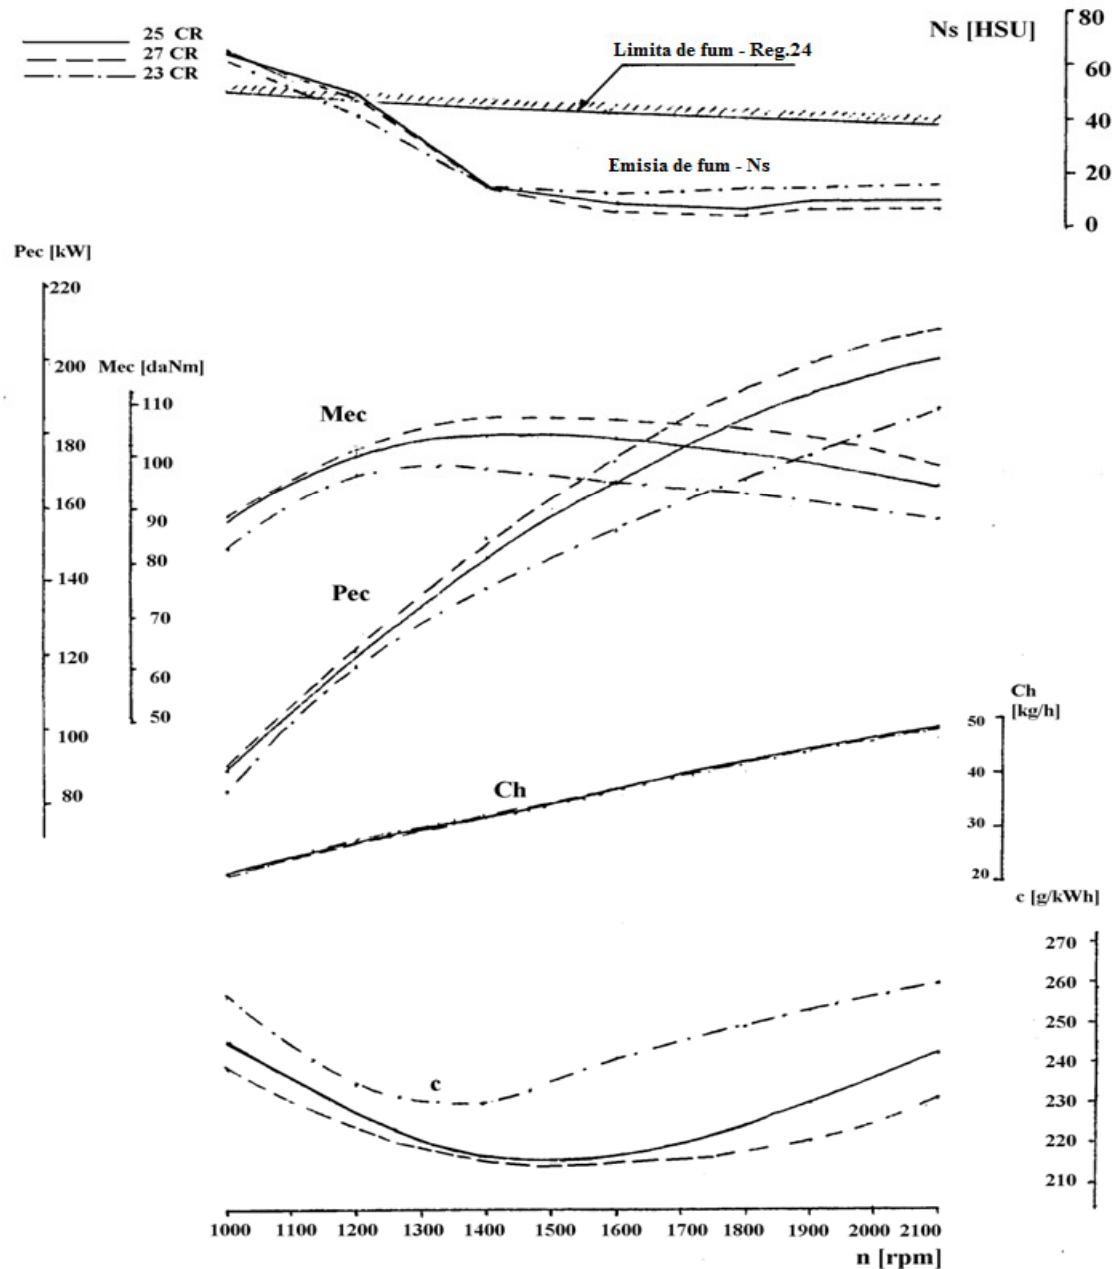 25 CR
27 CR
23 CR
Ns [HSU]
80
60
40
20
0
Limita de fum - Reg.24
Emisia de fum - Ns
Pec [kW]
220
200
180
160
140
120
100
80
Mec [daNm]
110
100
90
80
70
60
50
Mec
Pec
Ch
[kg/h]
50
40
30
20
Ch
c [g/kWh]
270
260
250
240
230
220
210
c
1000 1100 1200 1300 1400 1500 1600 1700 1800 1900 2000 2100
n [rpm]